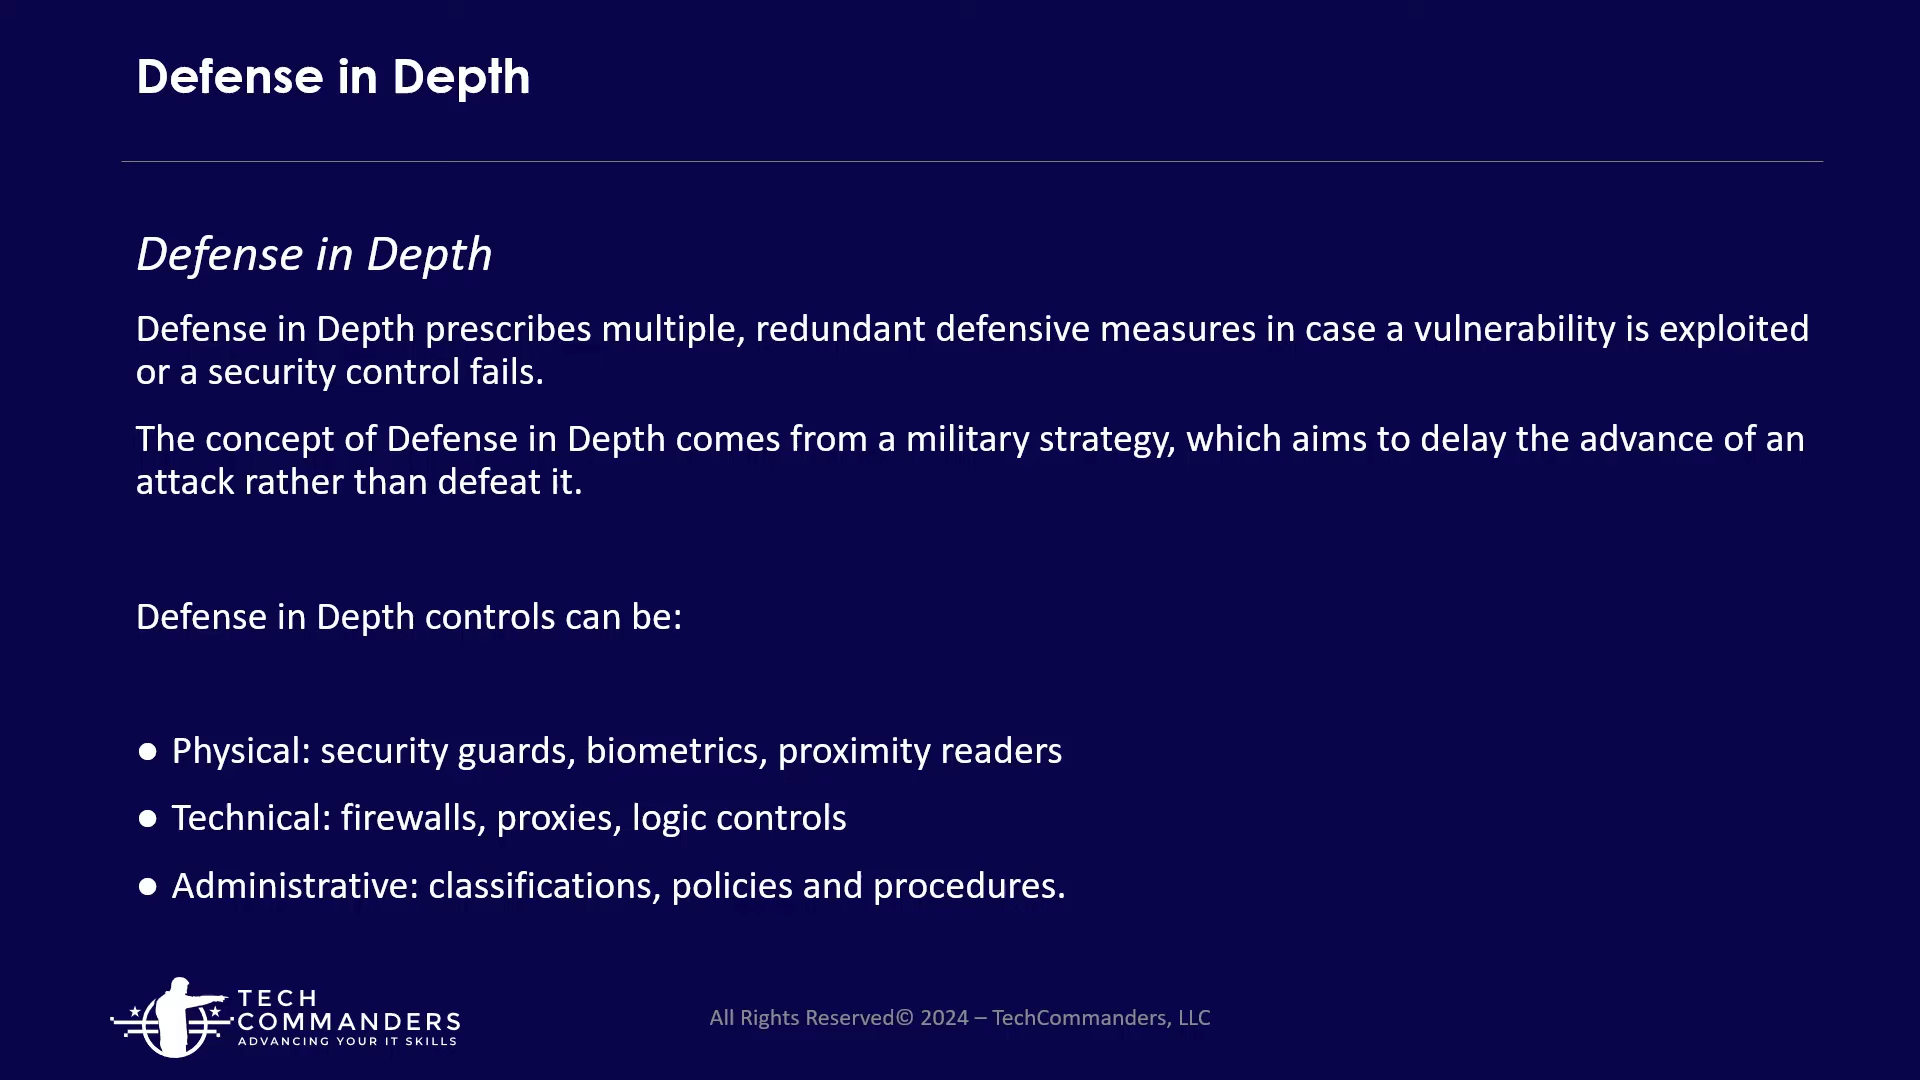 Defense in Depth
Defense in Depth
Defense in Depth prescribes multiple, redundant defensive measures in case a vulnerability is exploited
or a security control fails.
The concept of Defense in Depth comes from a military strategy, which aims to delay the advance of an
attack rather than defeat it.
Defense in Depth controls can be:
● Physical: security guards, biometrics, proximity readers
● Technical: firewalls, proxies, logic controls
● Administrative: classifications, policies and procedures.
TECH
COMMANDERS
ADVANCING YOUR IT SKILLS
All Rights Reserved© 2024 – TechCommanders, LLC